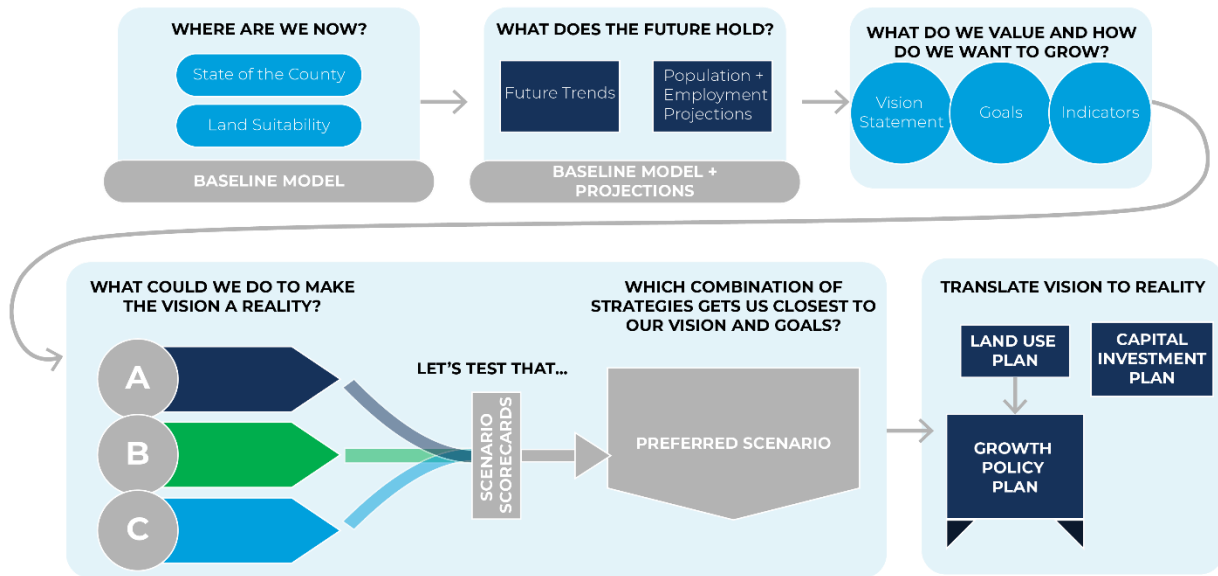 WHERE ARE WE NOW?
State of the County
Land Suitability
BASELINE MODEL
WHAT DOES THE FUTURE HOLD?
Future Trends
Population +
Employment
Projections
BASELINE MODEL +
PROJECTIONS
WHAT DO WE VALUE AND HOW
DO WE WANT TO GROW?
Vision
Statement
Goals
Indicators
WHAT COULD WE DO TO MAKE
THE VISION A REALITY?
A
B
C
LET'S TEST THAT...
SCENARIO
SCORECARDS
WHICH COMBINATION OF
STRATEGIES GETS US CLOSEST TO
OUR VISION AND GOALS?
PREFERRED SCENARIO
TRANSLATE VISION TO REALITY
LAND USE
PLAN
CAPITAL
INVESTMENT
PLAN
GROWTH
POLICY
PLAN